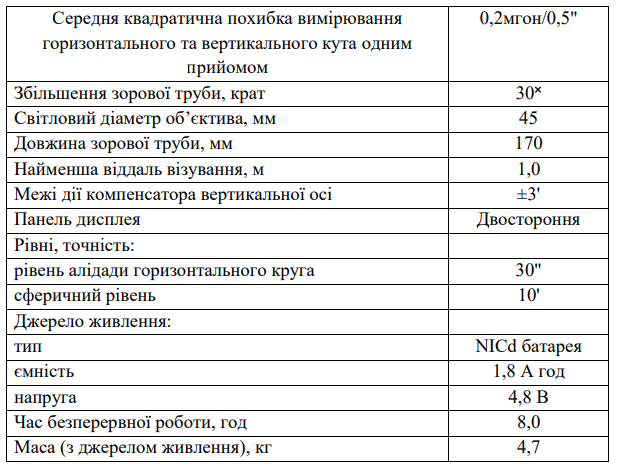 Середня квадратична похибка вимірювання 0,2мгон/0,5"
горизонтального та вертикального кута одним
прийомом
Збільшення зорової труби, крат 30ˣ
Світловий діаметр об’єктива, мм 45
Довжина зорової труби, мм 170
Найменша віддаль візування, м 1,0
Межі дії компенсатора вертикальної осі ±3'
Панель дисплея Двостороння
Рівні, точність:
рівень алідади горизонтального круга 30"
сферичний рівень 10'
Джерело живлення:
тип NICd батарея
ємність 1,8 А год
напруга 4,8 В
Час безперервної роботи, год 8,0
Маса (з джерелом живлення), кг 4,7